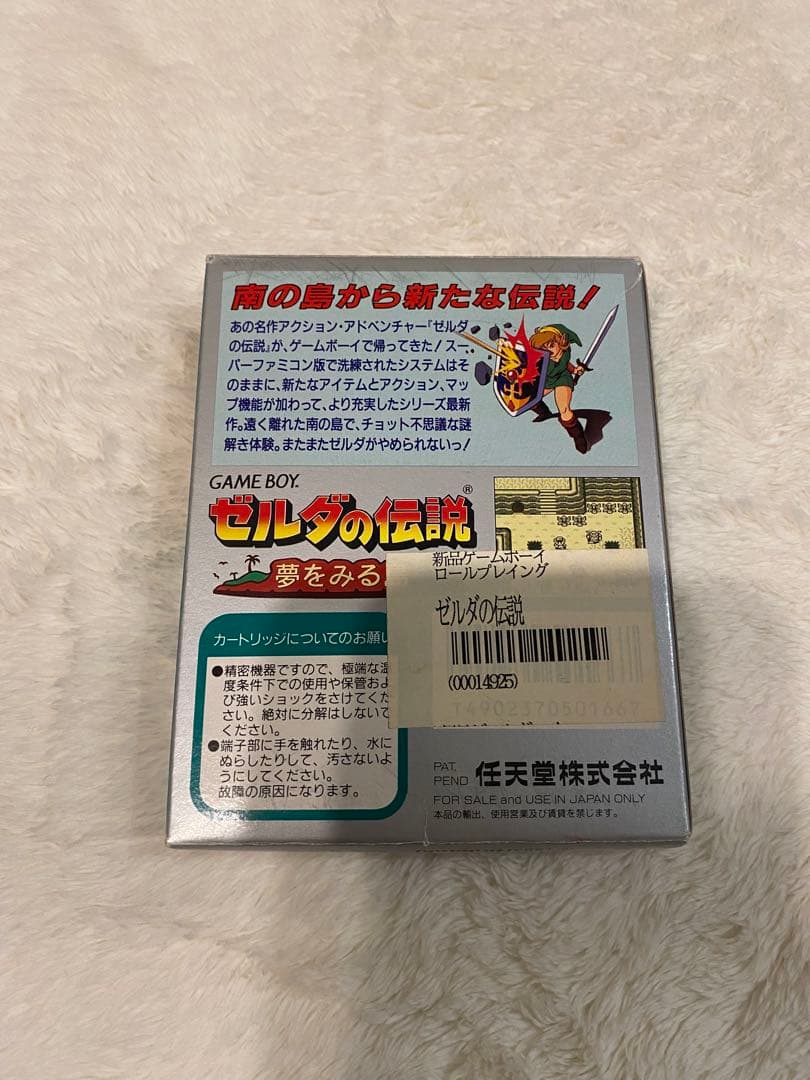 南の島から新たな伝説!
あの名作アクション・アドベンチャー『ゼルダ
の伝説』が、ゲームボーイで帰ってきた!スー
パーファミコン版で洗練されたシステムはそ
のままに、新たなアイテムとアクション、マッ
プ機能が加わって、より充実したシリーズ最新
作。遠く離れた南の島で、チョット不思議な謎
解き体験。またまたゼルダがやめられないっ!
GAME BOY™
ゼルダの伝説®
夢をみる
新品ゲームボーイ
ロールプレイング
ゼルダの伝説
(00014925)
T4902370501667
カートリッジについてのお願い
●精密機器ですので、極端な温
度条件下での使用や保管およ
び強いショックをさけてくだ
さい。絶対に分解はしないで
ください。
●端子部に手を触れたり、水に
ぬらしたりして、汚さないよ
うにしてください。
故障の原因になります。
PAT.
PEND
任天堂株式会社
FOR SALE and USE IN JAPAN ONLY
本品の輸出、使用営業及び賃貸を禁じます。